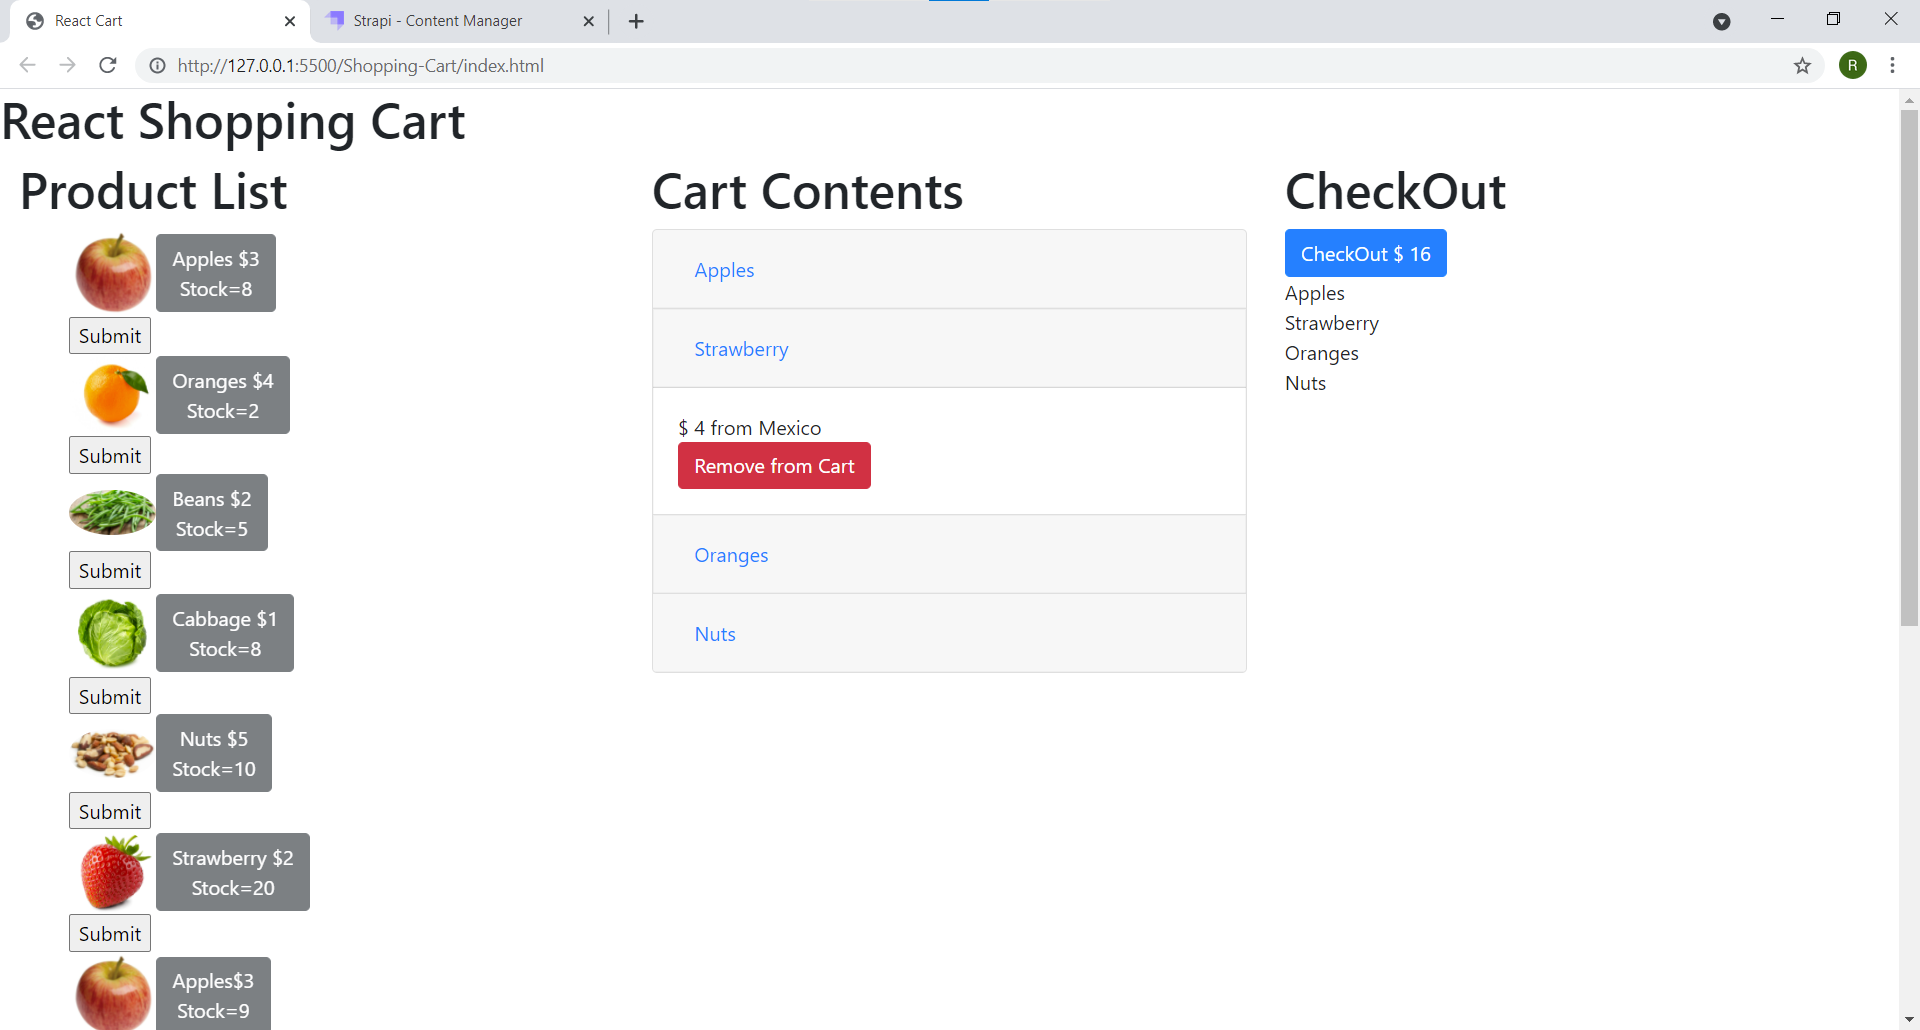 React Cart
Strapi - Content Manager
http://127.0.0.1:5500/Shopping-Cart/index.html
R
React Shopping Cart
Product List
Apples $3
Stock=8
Submit
Oranges $4
Stock=2
Submit
Beans $2
Stock=5
Submit
Cabbage $1
Stock=8
Submit
Nuts $5
Stock=10
Submit
Strawberry $2
Stock=20
Submit
Apples$3
Stock=9
Cart Contents
Apples
Strawberry
$ 4 from Mexico
Remove from Cart
Oranges
Nuts
CheckOut
CheckOut $ 16
Apples
Strawberry
Oranges
Nuts